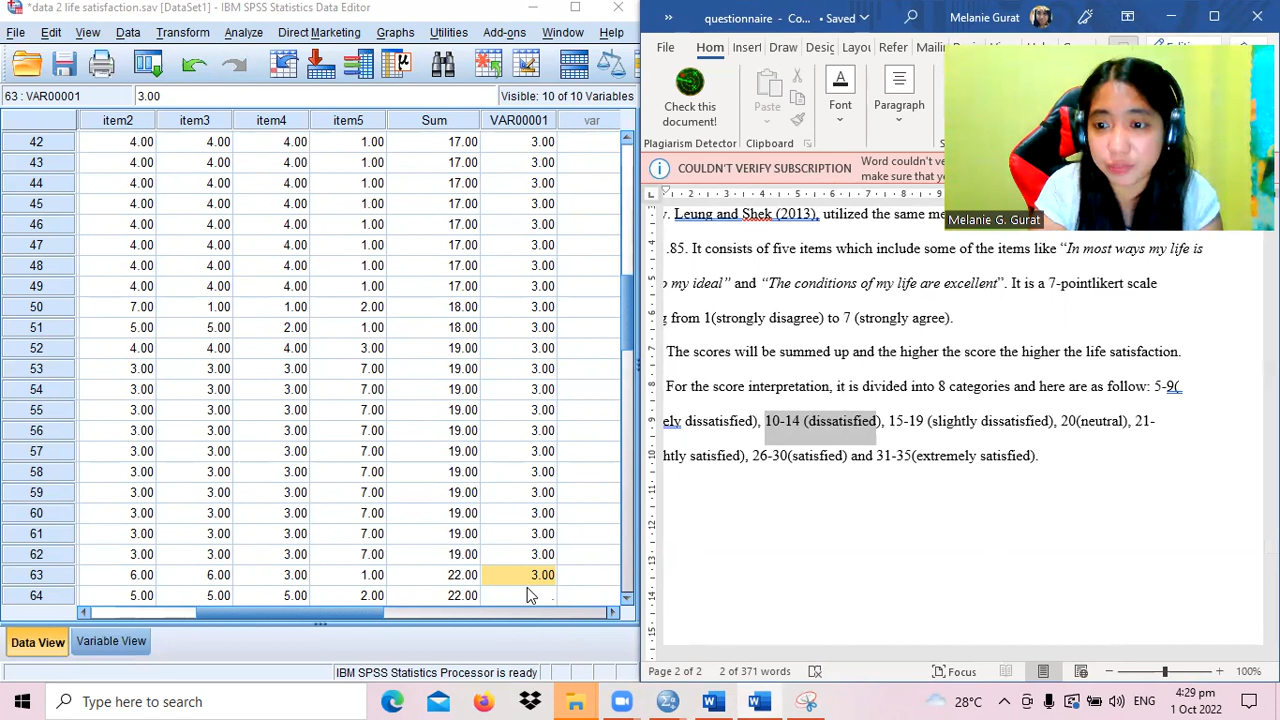 *data 2 life satisfaction.sav [DataSet1] - IBM SPSS Statistics Data Editor
File Edit View Data Transform Analyze Direct Marketing Graphs Utilities Add-ons Window Help
63 : VAR00001 3.00 Visible: 10 of 10 Variables
item2 item3 item4 item5 Sum VAR00001 var
42 4.00 4.00 4.00 1.00 17.00 3.00
43 4.00 4.00 4.00 1.00 17.00 3.00
44 4.00 4.00 4.00 1.00 17.00 3.00
45 4.00 4.00 4.00 1.00 17.00 3.00
46 4.00 4.00 4.00 1.00 17.00 3.00
47 4.00 4.00 4.00 1.00 17.00 3.00
48 4.00 4.00 4.00 1.00 17.00 3.00
49 4.00 4.00 4.00 1.00 17.00 3.00
50 7.00 1.00 1.00 2.00 18.00 3.00
51 5.00 5.00 2.00 1.00 18.00 3.00
52 4.00 4.00 4.00 3.00 19.00 3.00
53 3.00 3.00 3.00 7.00 19.00 3.00
54 3.00 3.00 3.00 7.00 19.00 3.00
55 3.00 3.00 3.00 7.00 19.00 3.00
56 3.00 3.00 3.00 7.00 19.00 3.00
57 3.00 3.00 3.00 7.00 19.00 3.00
58 3.00 3.00 3.00 7.00 19.00 3.00
59 3.00 3.00 3.00 7.00 19.00 3.00
60 3.00 3.00 3.00 7.00 19.00 3.00
61 3.00 3.00 3.00 7.00 19.00 3.00
62 3.00 3.00 3.00 7.00 19.00 3.00
63 6.00 6.00 3.00 1.00 22.00 3.00
64 5.00 5.00 5.00 2.00 22.00 .
Data View Variable View
IBM SPSS Statistics Processor is ready
questionnaire - Co... • Saved Melanie Gurat
File Hom Insert Draw Desig Layou Refer Mailin
Check this document! Paste Font Paragraph
Plagiarism Detector Clipboard
COULDN'T VERIFY SUBSCRIPTION Word couldn't ve
make sure that yo
Melanie G. Gurat
2 3 4 5 6 7 8 9
y. Leung and Shek (2013), utilized the same me
.85. It consists of five items which include some of the items like “In most ways my life is
o my ideal” and “The conditions of my life are excellent”. It is a 7-pointlikert scale
g from 1(strongly disagree) to 7 (strongly agree).
The scores will be summed up and the higher the score the higher the life satisfaction.
For the score interpretation, it is divided into 8 categories and here are as follow: 5-9(
ely dissatisfied), 10-14 (dissatisfied), 15-19 (slightly dissatisfied), 20(neutral), 21-
htly satisfied), 26-30(satisfied) and 31-35(extremely satisfied).
Page 2 of 2 2 of 371 words Focus 100%
Type here to search 28°C ENG 4:29 pm
1 Oct 2022